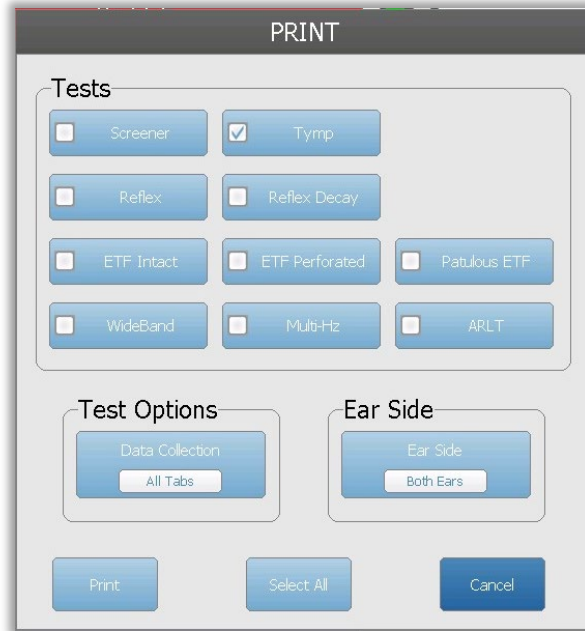 PRINT
Tests
Screener
Tymp
Reflex
Reflex Decay
ETF Intact
ETF Perforated
Patulous ETF
WideBand
Multi-Hz
ARLT
Test Options
Data Collection
All Tabs
Ear Side
Ear Side
Both Ears
Print
Select All
Cancel